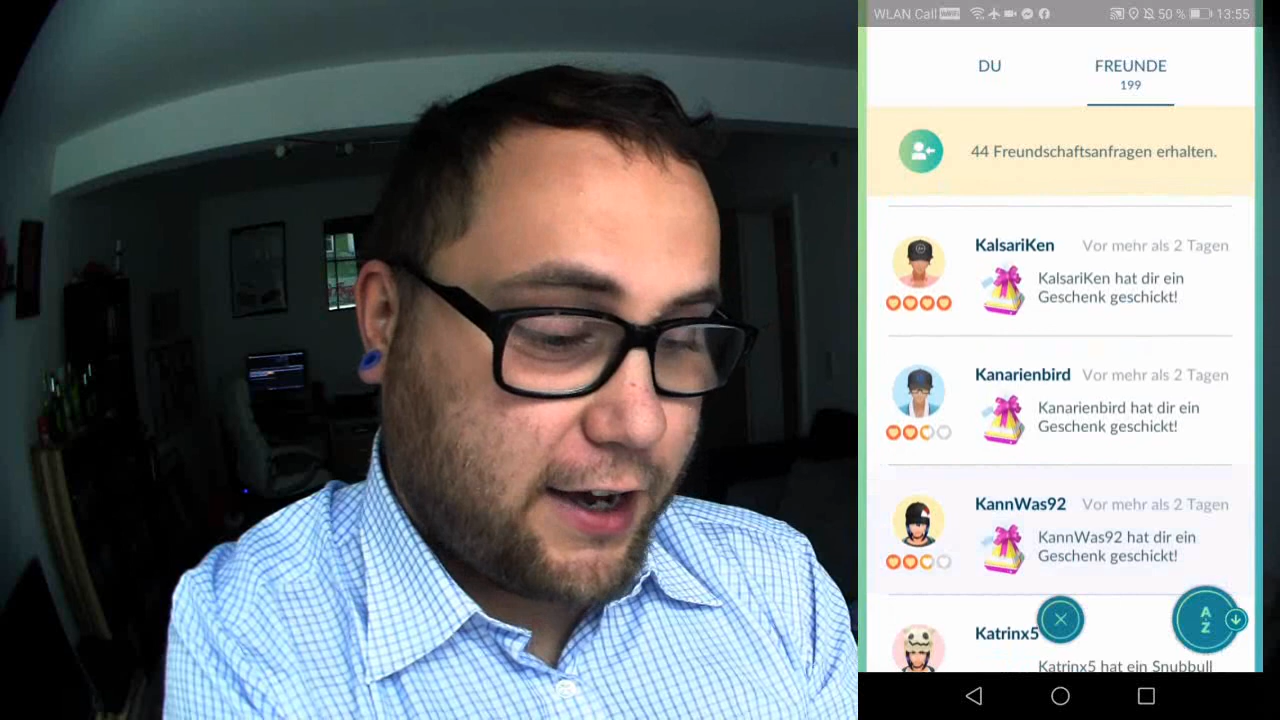 WLAN Call 50 % 13:55
DU FREUNDE
199
44 Freundschaftsanfragen erhalten.
KalsariKen Vor mehr als 2 Tagen
KalsariKen hat dir ein
Geschenk geschickt!
Kanarienbird Vor mehr als 2 Tagen
Kanarienbird hat dir ein
Geschenk geschickt!
KannWas92 Vor mehr als 2 Tagen
KannWas92 hat dir ein
Geschenk geschickt!
A
Z
Katrinx5
Katrinx5 hat ein Snubbull